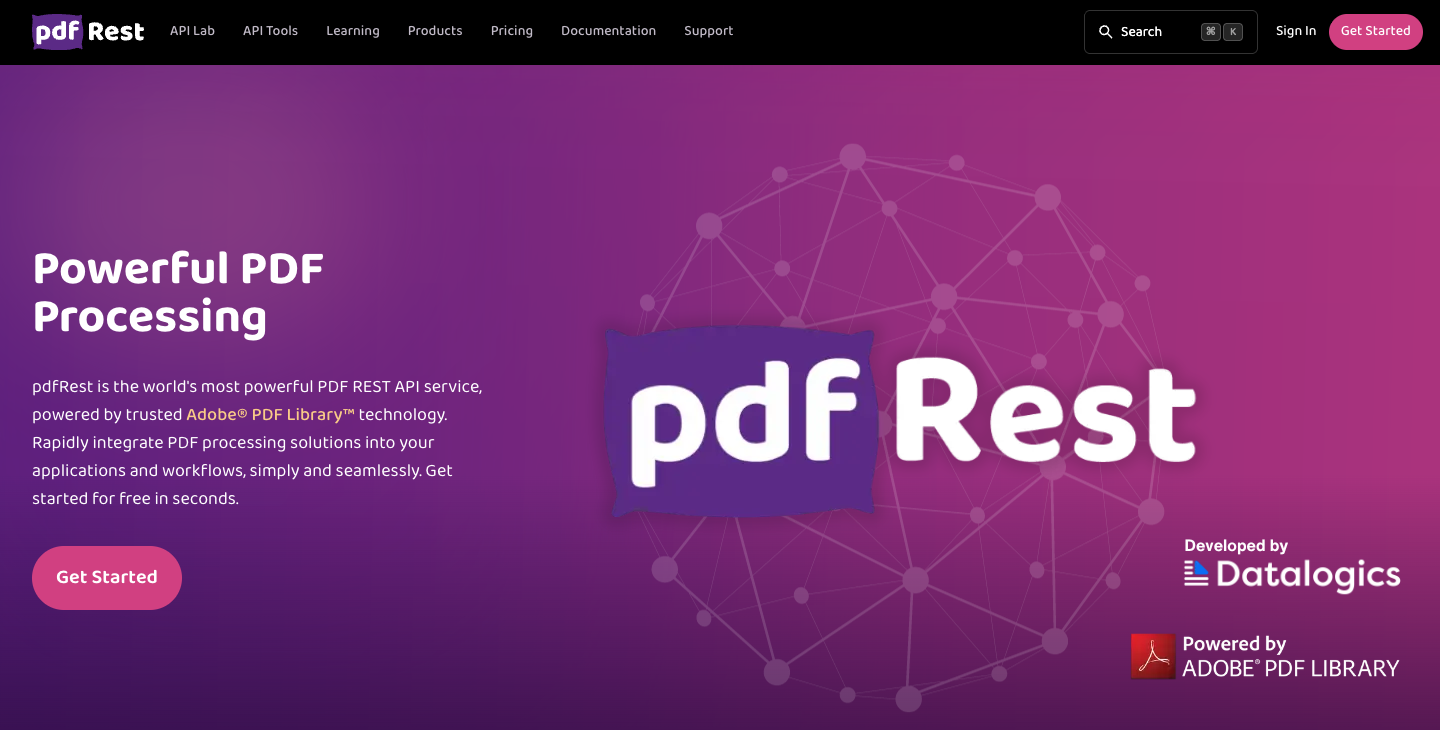 pdf Rest
API Lab
API Tools
Learning
Products
Pricing
Documentation
Support
Search
⌘ K
Sign In
Get Started
Powerful PDF
Processing
pdfRest is the world's most powerful PDF REST API service,
powered by trusted Adobe® PDF Library™ technology.
Rapidly integrate PDF processing solutions into your
applications and workflows, simply and seamlessly. Get
started for free in seconds.
Get Started
pdf Rest
Developed by
Datalogics
Powered by
ADOBE® PDF LIBRARY